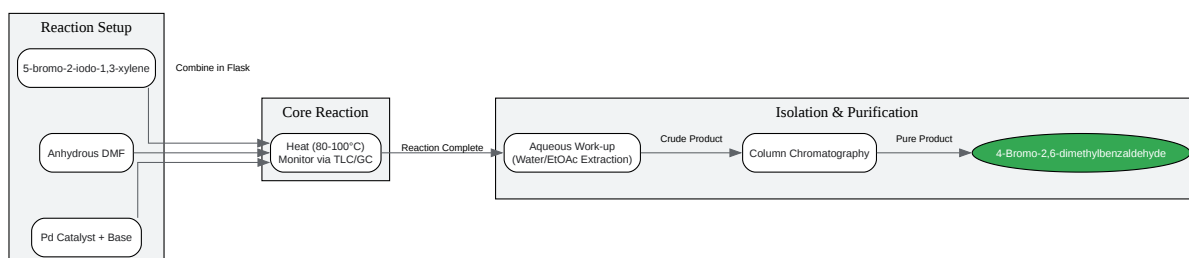 Reaction Setup
5-bromo-2-iodo-1,3-xylene
Combine in Flask
Anhydrous DMF
Pd Catalyst + Base
Core Reaction
Heat (80-100°C)
Monitor via TLC/GC
Reaction Complete
Isolation & Purification
Aqueous Work-up
(Water/EtOAc Extraction)
Crude Product
Column Chromatography
Pure Product
4-Bromo-2,6-dimethylbenzaldehyde